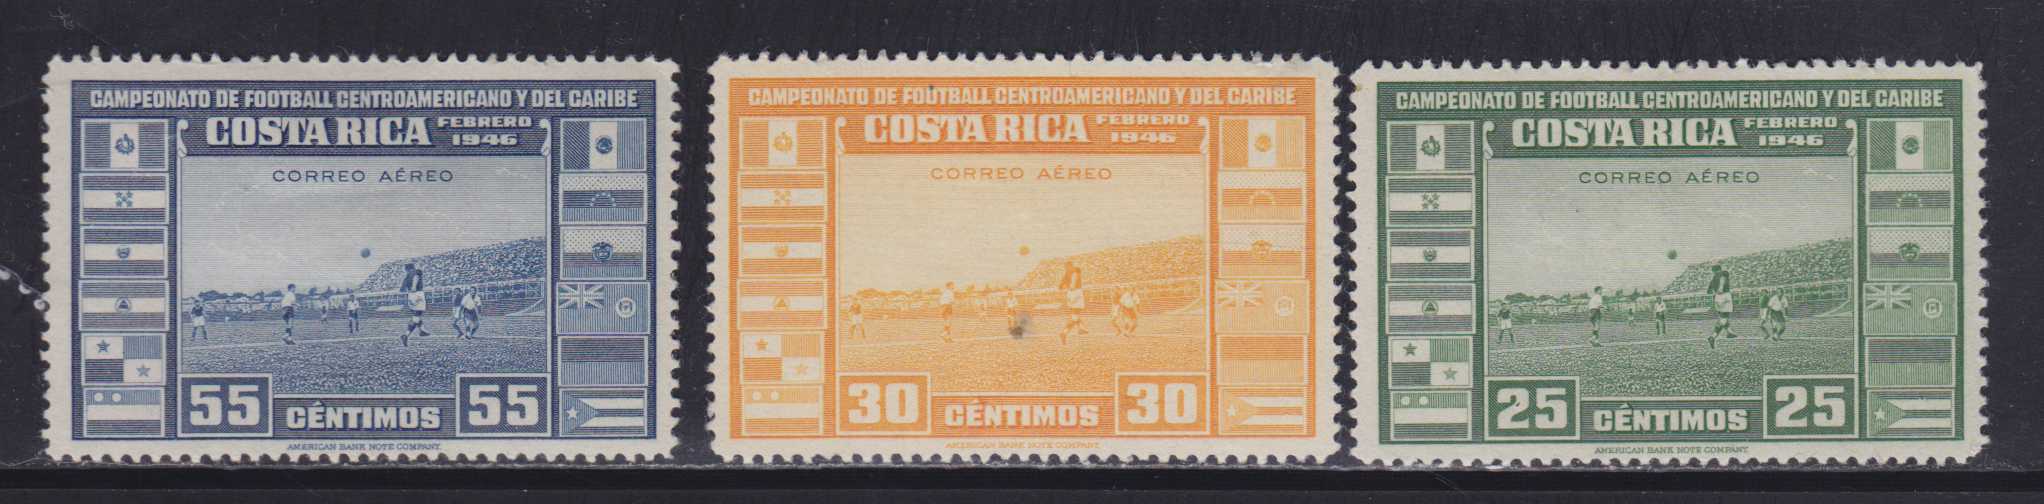 CAMPEONATO DE FOOTBALL CENTROAMERICANO Y DEL CARIBE
COSTA RICA FEBRERO 1946
CORREO AÉREO
55 CÉNTIMOS 55
AMERICAN BANK NOTE COMPANY.
CAMPEONATO DE FOOTBALL CENTROAMERICANO Y DEL CARIBE
COSTA RICA FEBRERO 1946
CORREO AÉREO
30 CÉNTIMOS 30
AMERICAN BANK NOTE COMPANY.
CAMPEONATO DE FOOTBALL CENTROAMERICANO Y DEL CARIBE
COSTA RICA FEBRERO 1946
CORREO AÉREO
25 CÉNTIMOS 25
AMERICAN BANK NOTE COMPANY.